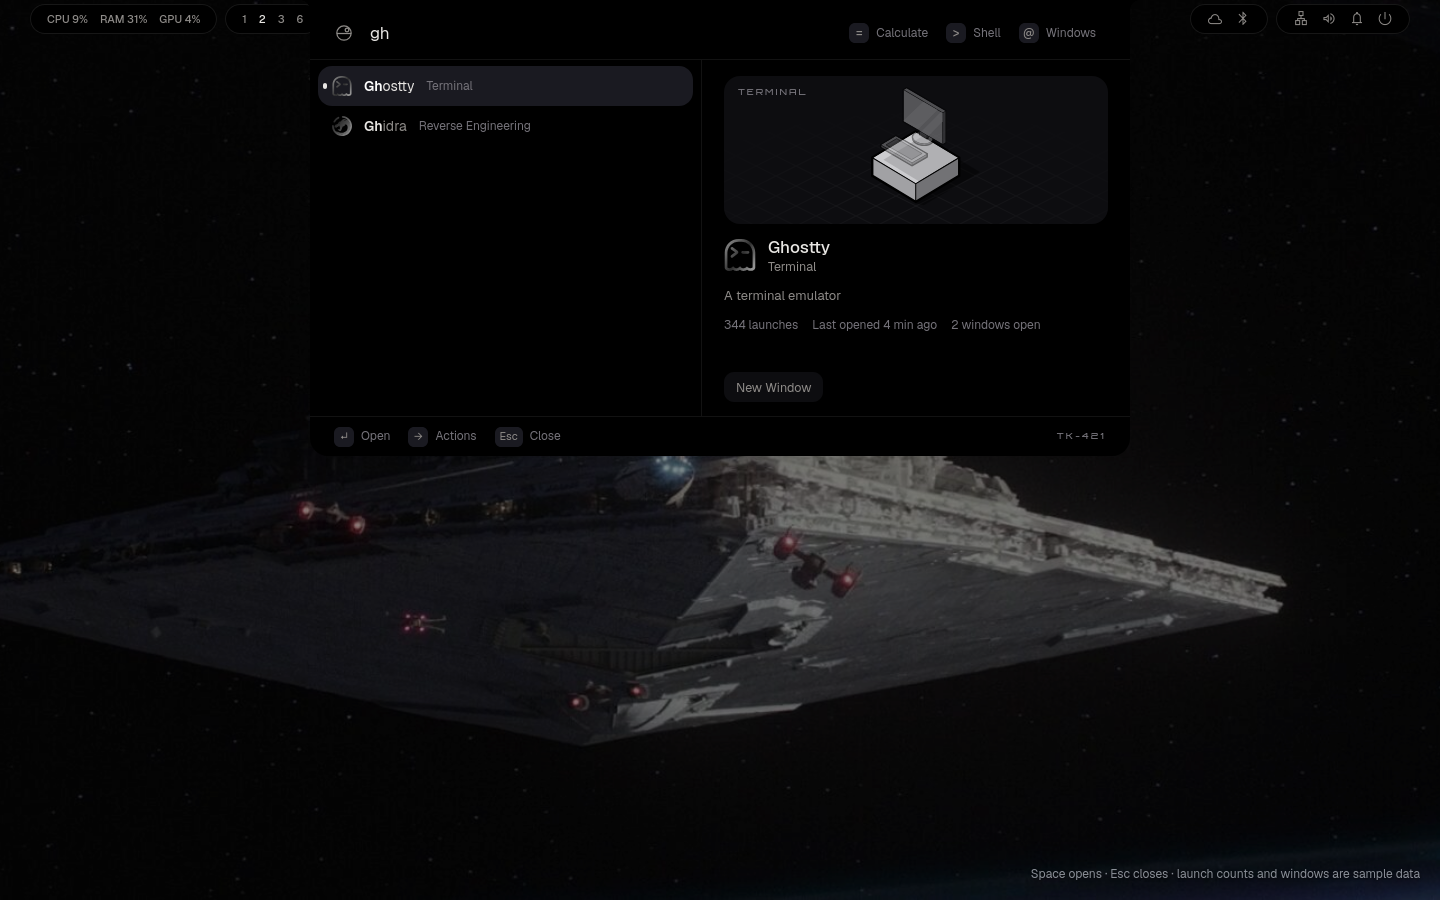 CPU 9% RAM 31% GPU 4% 1 2 3 6
gh = Calculate > Shell @ Windows
Ghostty Terminal
Ghidra Reverse Engineering
TERMINAL
Ghostty
Terminal
A terminal emulator
344 launches Last opened 4 min ago 2 windows open
New Window
↵ Open → Actions Esc Close TK-421
Space opens · Esc closes · launch counts and windows are sample data